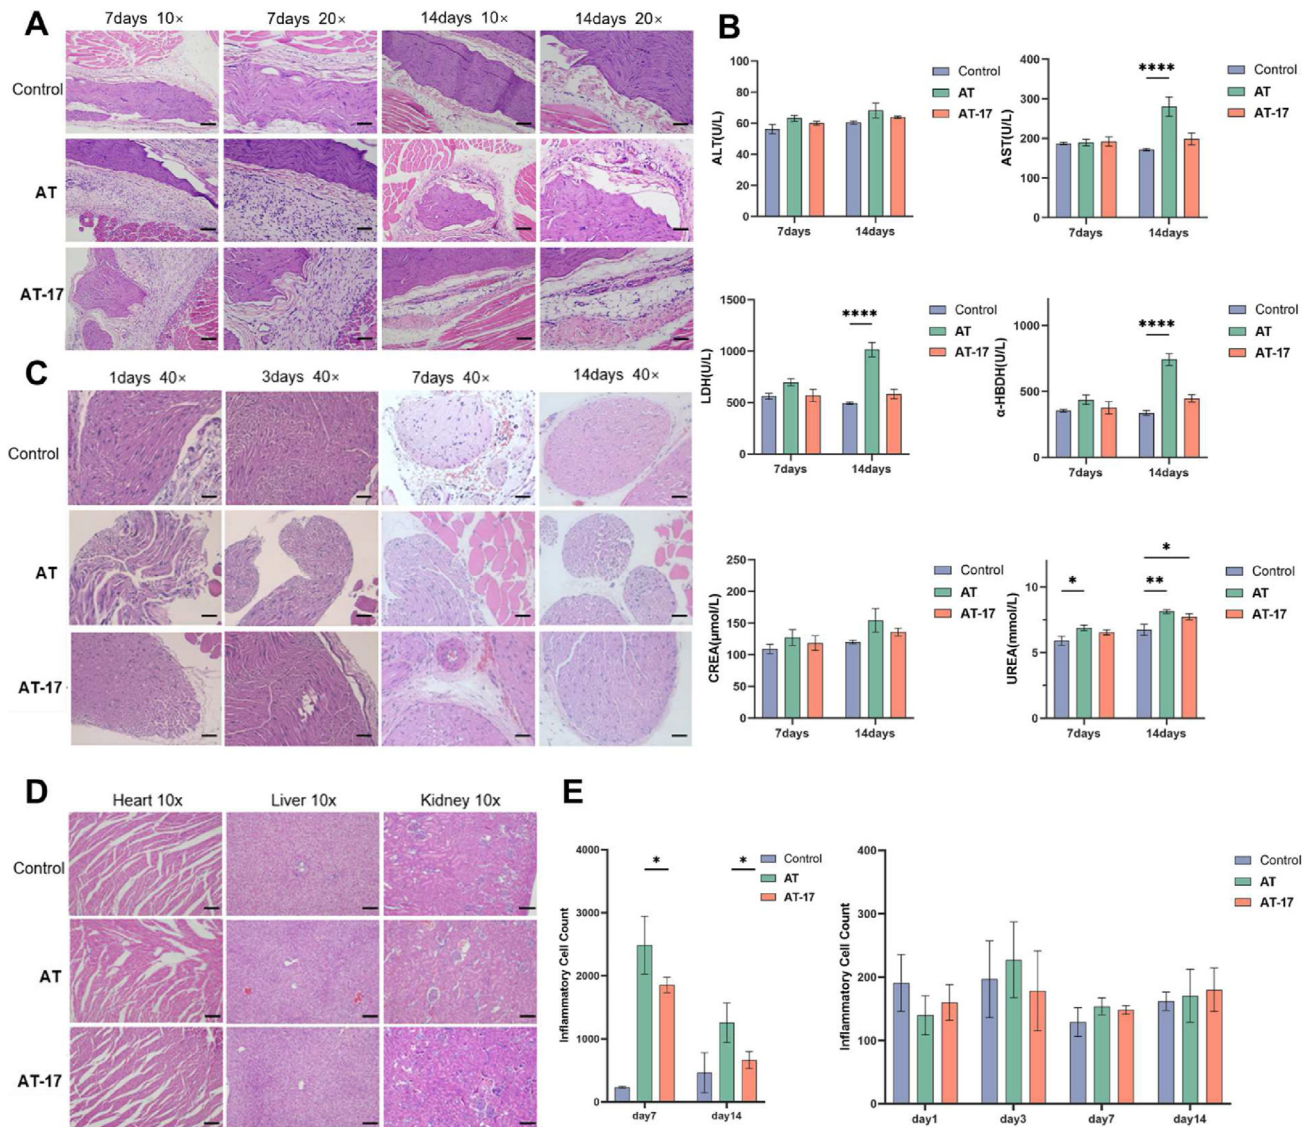 A
7days 10×
7days 20×
14days 10×
14days 20×
Control
AT
AT-17
B
100
80
60
40
20
0
ALT(U/L)
7days
14days
Control
AT
AT-17
400
300
200
100
0
AST(U/L)
****
7days
14days
Control
AT
AT-17
1500
1000
500
0
LDH(U/L)
****
7days
14days
Control
AT
AT-17
1000
500
0
α-HBDH(U/L)
****
7days
14days
Control
AT
AT-17
250
200
150
100
50
0
CREA(μmol/L)
7days
14days
Control
AT
AT-17
10
5
0
UREA(mmol/L)
*
**
*
7days
14days
Control
AT
AT-17
C
1days 40×
3days 40×
7days 40×
14days 40×
Control
AT
AT-17
D
Heart 10x
Liver 10x
Kidney 10x
Control
AT
AT-17
E
4000
3000
2000
1000
0
Inflammatory Cell Count
*
*
day7
day14
Control
AT
AT-17
400
300
200
100
0
Inflammatory Cell Count
day1
day3
day7
day14
Control
AT
AT-17